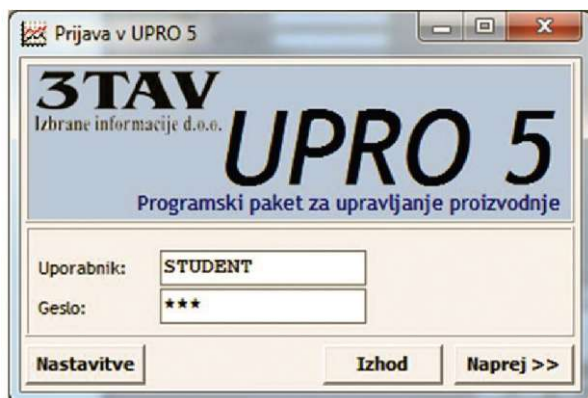 Prijava v UPRO 5
3TAV
Izbrane informacije d.o.o.
UPRO 5
Programski paket za upravljanje proizvodnje
Uporabnik: STUDENT
Geslo: ***
Nastavitve Izhod Naprej >>